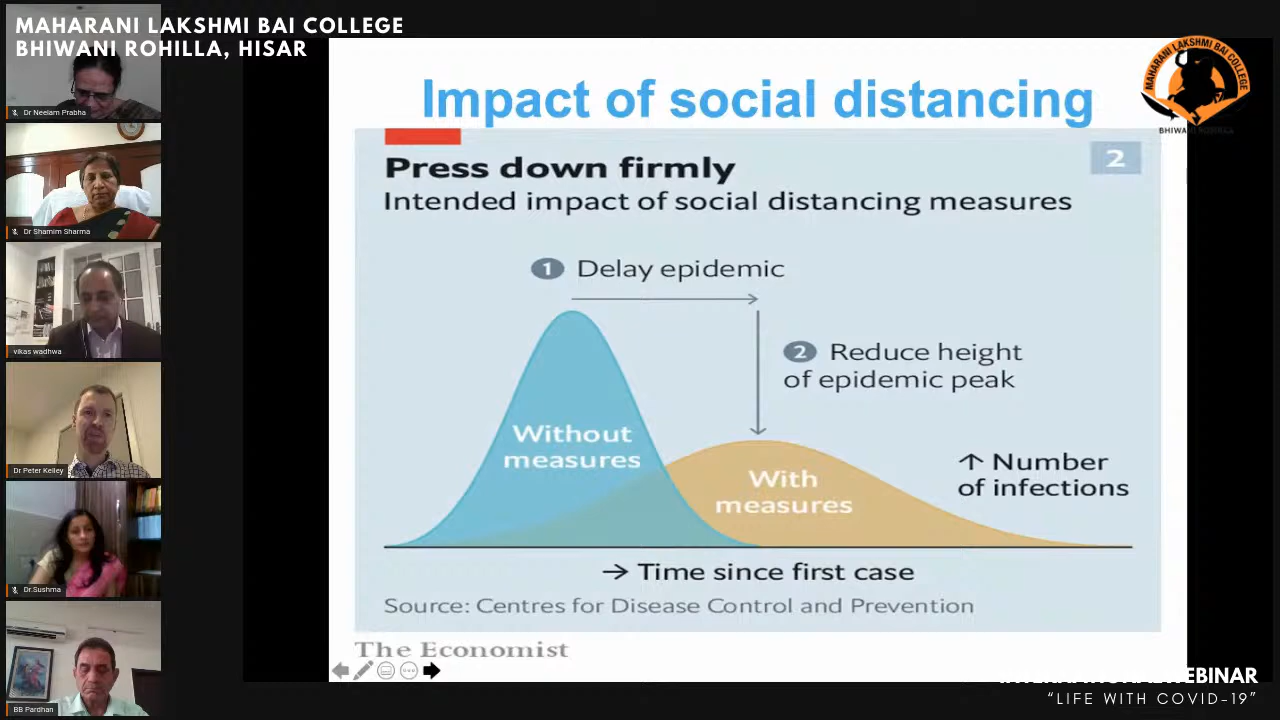 MAHARANI LAKSHMI BAI COLLEGE
BHIWANI ROHILLA, HISAR
Dr Neelam Prabha
Dr Shamim Sharma
vikas wadhwa
Dr Peter Kelley
Dr.Sushma
BB Pardhan
MAHARANI LAKSHMI BAI COLLEGE
BHIWANI ROHILLA
Impact of social distancing
Press down firmly
2
Intended impact of social distancing measures
1 Delay epidemic
2 Reduce height
of epidemic peak
Without
measures
With
measures
↑ Number
of infections
→ Time since first case
Source: Centres for Disease Control and Prevention
The Economist
WEBINAR
“LIFE WITH COVID-19”